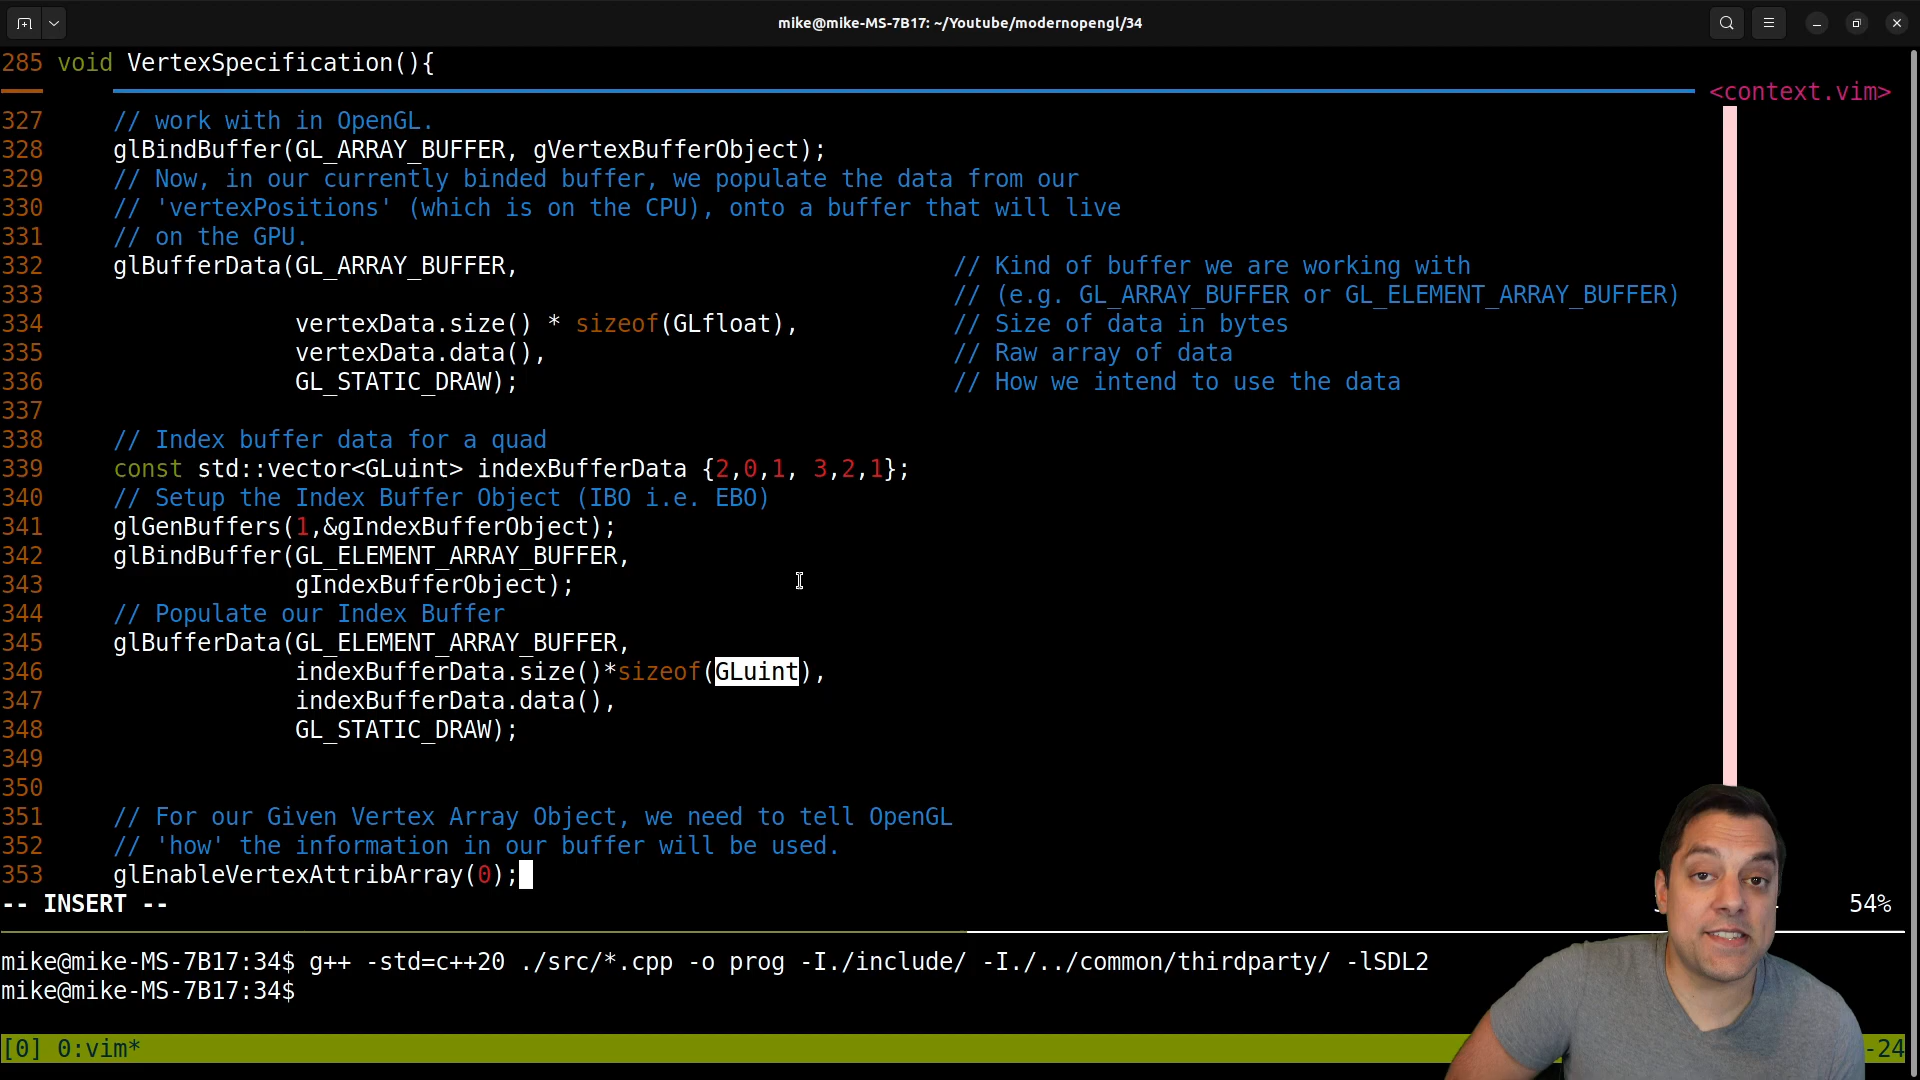 mike@mike-MS-7B17: ~/Youtube/modernopengl/34
285 void VertexSpecification(){
<context.vim>
327 // work with in OpenGL.
328 glBindBuffer(GL_ARRAY_BUFFER, gVertexBufferObject);
329 // Now, in our currently binded buffer, we populate the data from our
330 // 'vertexPositions' (which is on the CPU), onto a buffer that will live
331 // on the GPU.
332 glBufferData(GL_ARRAY_BUFFER, // Kind of buffer we are working with
333 // (e.g. GL_ARRAY_BUFFER or GL_ELEMENT_ARRAY_BUFFER)
334 vertexData.size() * sizeof(GLfloat), // Size of data in bytes
335 vertexData.data(), // Raw array of data
336 GL_STATIC_DRAW); // How we intend to use the data
337
338 // Index buffer data for a quad
339 const std::vector<GLuint> indexBufferData {2,0,1, 3,2,1};
340 // Setup the Index Buffer Object (IBO i.e. EBO)
341 glGenBuffers(1,&gIndexBufferObject);
342 glBindBuffer(GL_ELEMENT_ARRAY_BUFFER,
343 gIndexBufferObject);
344 // Populate our Index Buffer
345 glBufferData(GL_ELEMENT_ARRAY_BUFFER,
346 indexBufferData.size()*sizeof(GLuint),
347 indexBufferData.data(),
348 GL_STATIC_DRAW);
349
350
351 // For our Given Vertex Array Object, we need to tell OpenGL
352 // 'how' the information in our buffer will be used.
353 glEnableVertexAttribArray(0);
-- INSERT -- 54%
mike@mike-MS-7B17:34$ g++ -std=c++20 ./src/*.cpp -o prog -I./include/ -I./../common/thirdparty/ -lSDL2
mike@mike-MS-7B17:34$
[0] 0:vim* -24